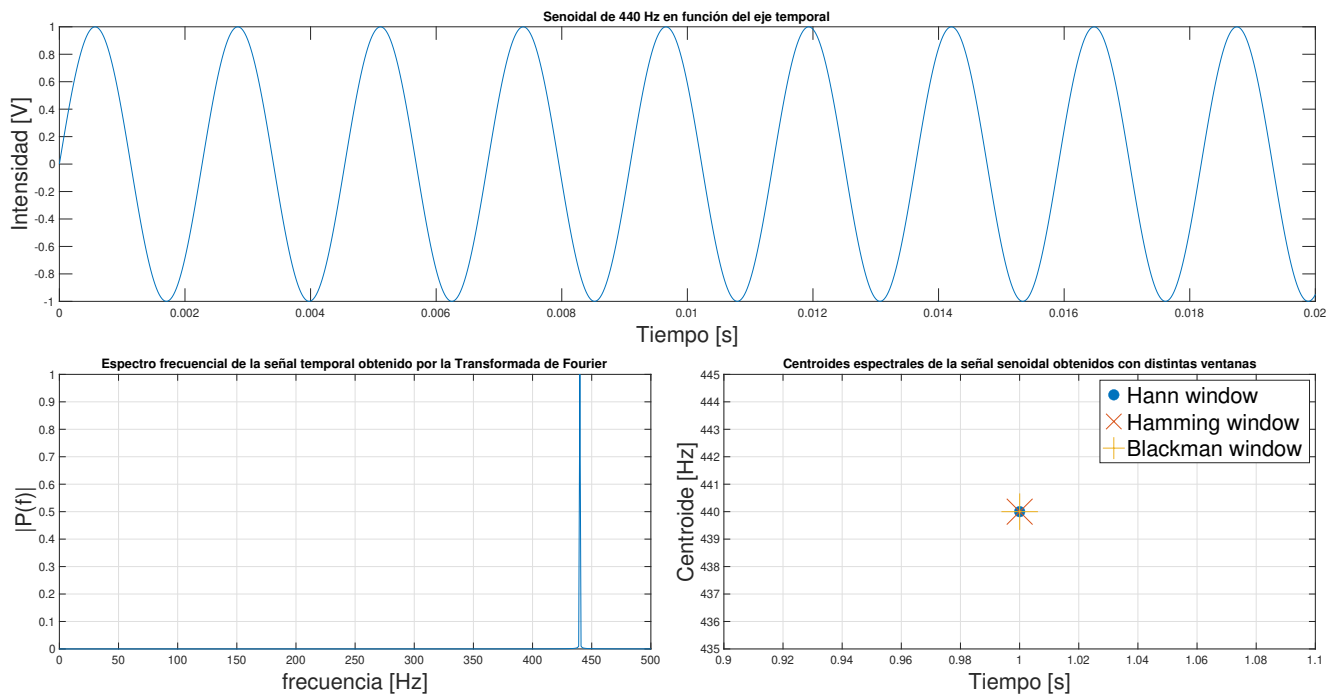 Senoidal de 440 Hz en función del eje temporal
Intensidad [V]
1
0.8
0.6
0.4
0.2
0
-0.2
-0.4
-0.6
-0.8
-1
0 0.002 0.004 0.006 0.008 0.01 0.012 0.014 0.016 0.018 0.02
Tiempo [s]
Espectro frecuencial de la señal temporal obtenido por la Transformada de Fourier
|P(f)|
1
0.9
0.8
0.7
0.6
0.5
0.4
0.3
0.2
0.1
0
0 50 100 150 200 250 300 350 400 450 500
frecuencia [Hz]
Centroides espectrales de la señal senoidal obtenidos con distintas ventanas
Centroide [Hz]
445
444
443
442
441
440
439
438
437
436
435
Hann window
Hamming window
Blackman window
0.9 0.92 0.94 0.96 0.98 1 1.02 1.04 1.06 1.08 1.1
Tiempo [s]